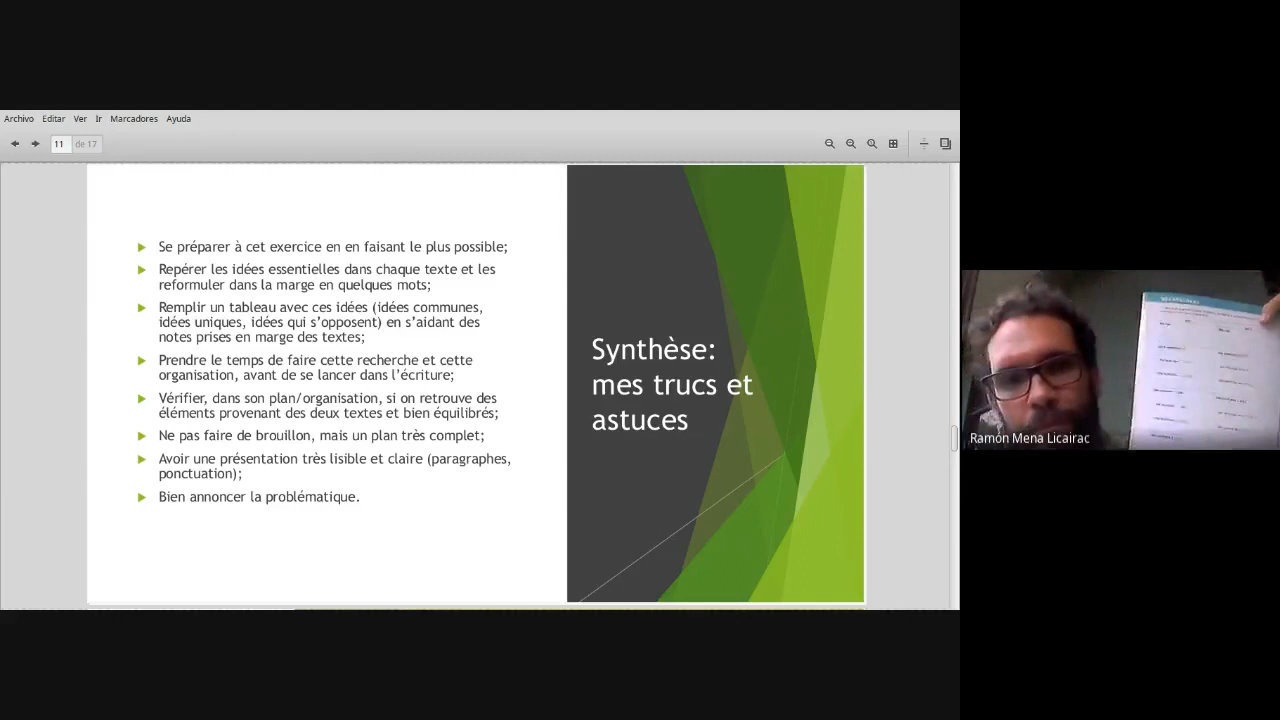 Archivo Editar Ver Ir Marcadores Ayuda
11 de 17
Se préparer à cet exercice en en faisant le plus possible;
Repérer les idées essentielles dans chaque texte et les
reformuler dans la marge en quelques mots;
Remplir un tableau avec ces idées (idées communes,
idées uniques, idées qui s'opposent) en s'aidant des
notes prises en marge des textes;
Prendre le temps de faire cette recherche et cette
organisation, avant de se lancer dans l'écriture;
Vérifier, dans son plan/organisation, si on retrouve des
éléments provenant des deux textes et bien équilibrés;
Ne pas faire de brouillon, mais un plan très complet;
Avoir une présentation très lisible et claire (paragraphes,
ponctuation);
Bien annoncer la problématique.
Synthèse:
mes trucs et
astuces
Ramón Mena Licairac